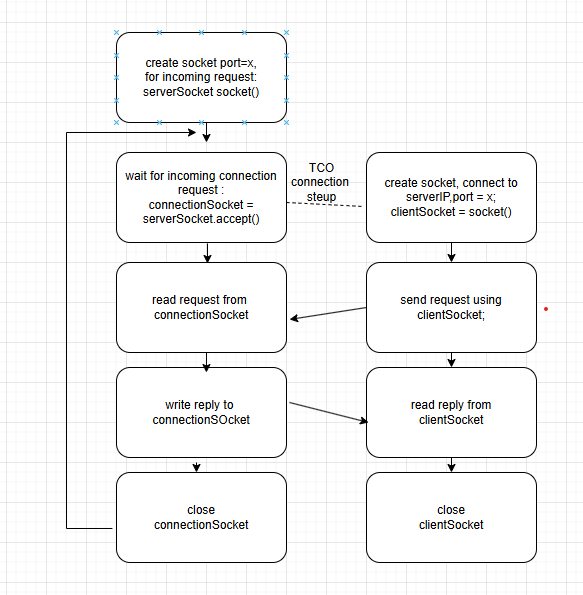 create socket port=x,
for incoming request:
serverSocket socket()
wait for incoming connection
request :
connectionSocket =
serverSocket.accept()
TCO
connection
steup
create socket, connect to
serverIP,port = x;
clientSocket = socket()
read request from
connectionSocket
send request using
clientSocket;
write reply to
connectionSOcket
read reply from
clientSocket
close
connectionSocket
close
clientSocket